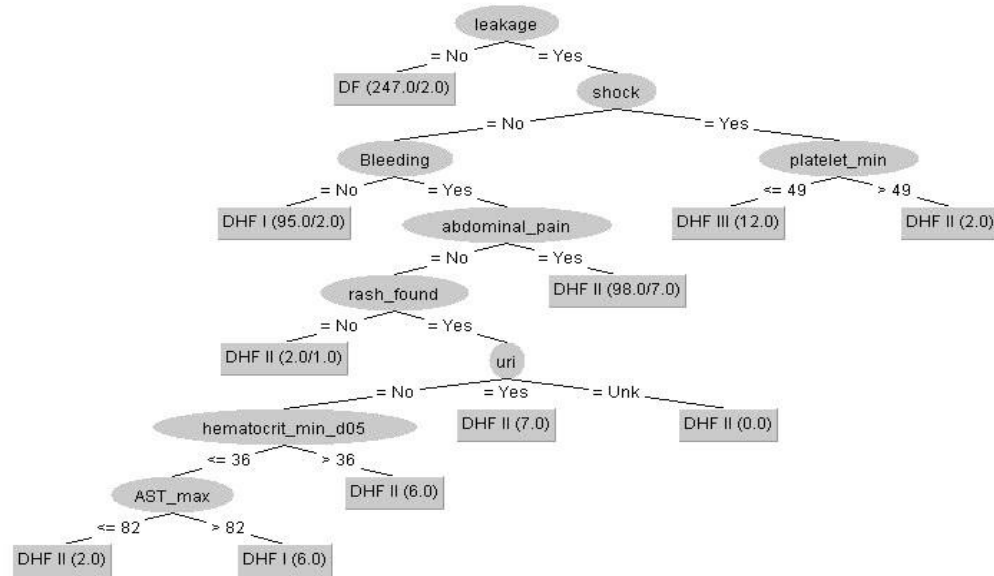 leakage
= No = Yes
DF (247.0/2.0) shock
= No = Yes
Bleeding platelet_min
= No = Yes <= 49 > 49
DHF I (95.0/2.0) abdominal_pain DHF III (12.0) DHF II (2.0)
= No = Yes
rash_found DHF II (98.0/7.0)
= No = Yes
DHF II (2.0/1.0) uri
= No = Yes =Unk
hematocrit_min_d05 DHF II (7.0) DHF II (0.0)
<= 36 > 36
AST_max DHF II (6.0)
<= 82 > 82
DHF II (2.0) DHF I (6.0)